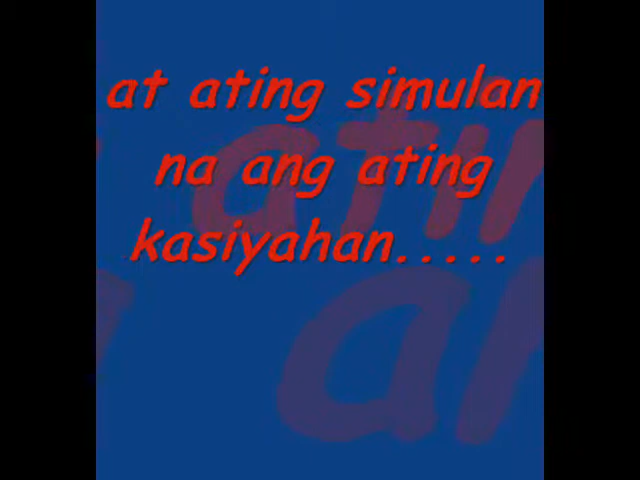 at ating simulan
na ang ating
kasiyahan.....